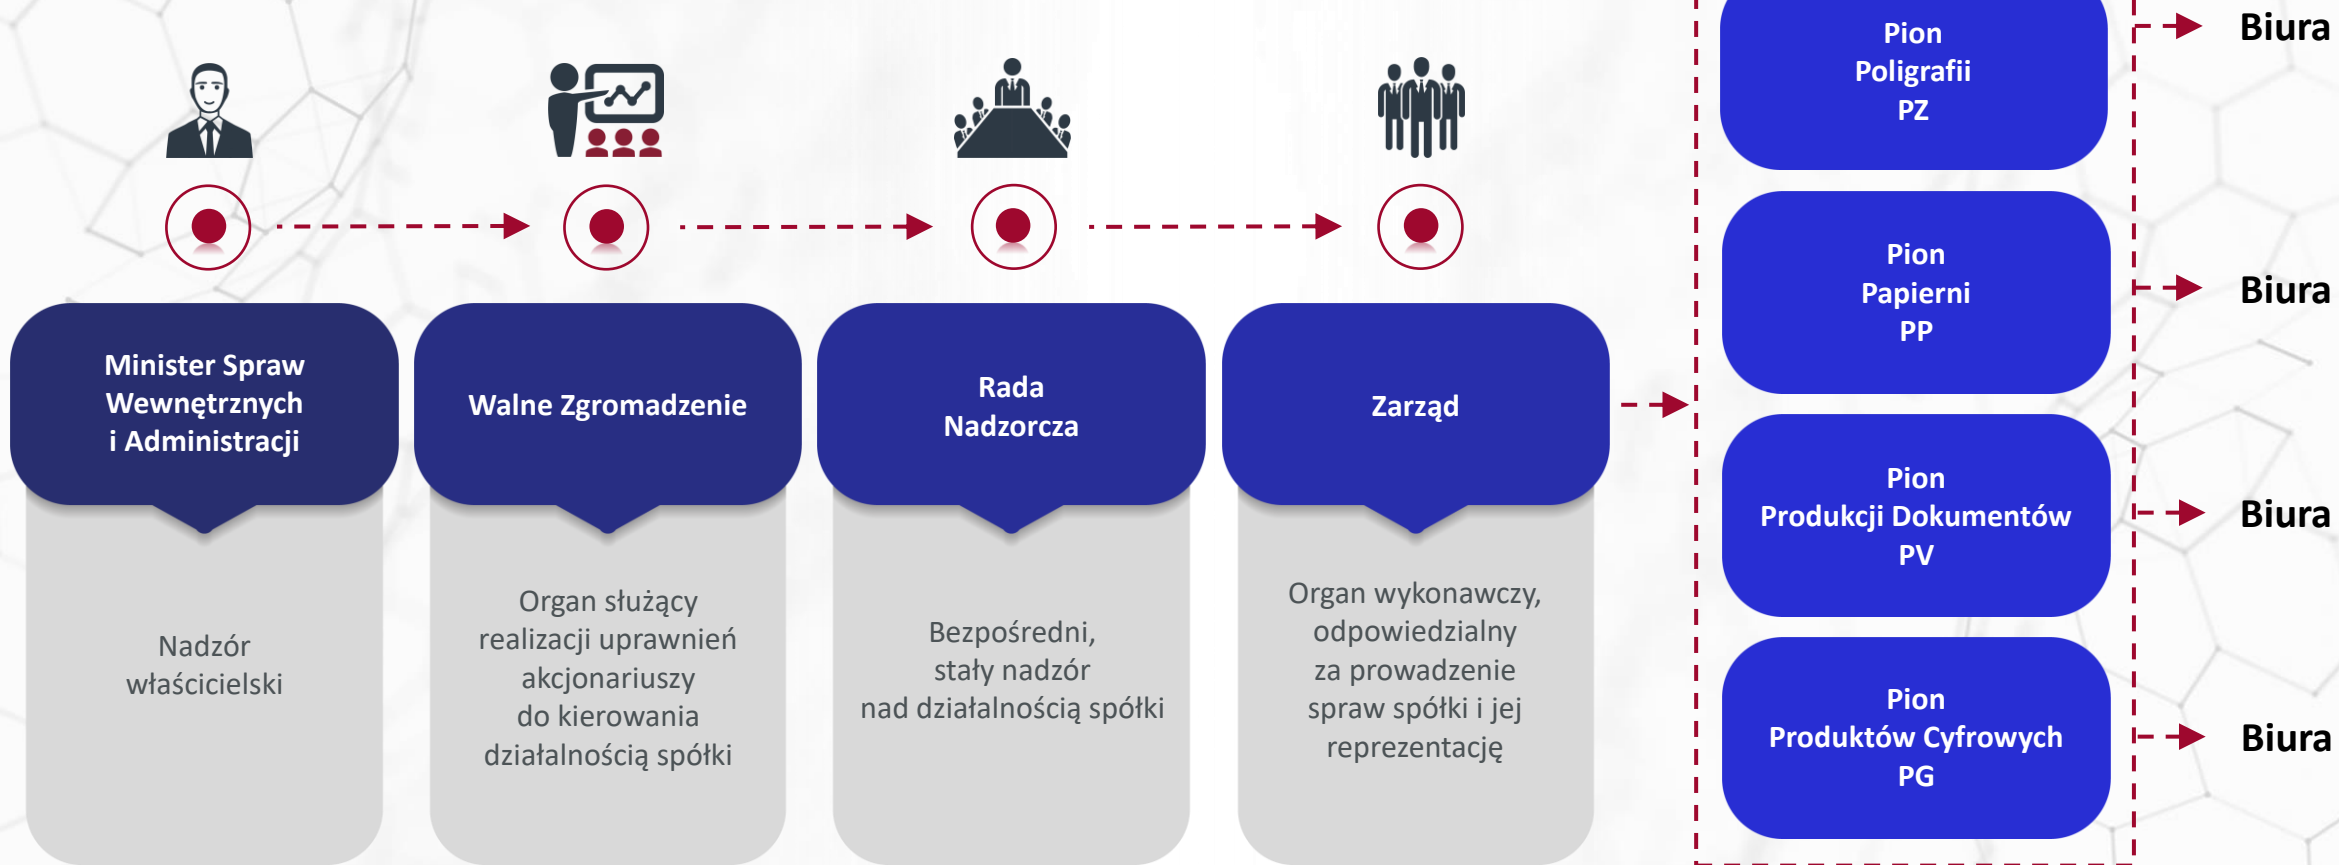 Minister Spraw
Wewnętrznych
i Administracji
Nadzór
właścicielski
Walne Zgromadzenie
Organ służący
realizacji uprawnień
akcjonariuszy
do kierowania
działalnością spółki
Rada
Nadzorcza
Bezpośredni,
stały nadzór
nad działalnością spółki
Zarząd
Organ wykonawczy,
odpowiedzialny
za prowadzenie
spraw spółki i jej
reprezentację
Pion
Poligrafii
PZ
Biura
Pion
Papierni
PP
Biura
Pion
Produkcji Dokumentów
PV
Biura
Pion
Produktów Cyfrowych
PG
Biura